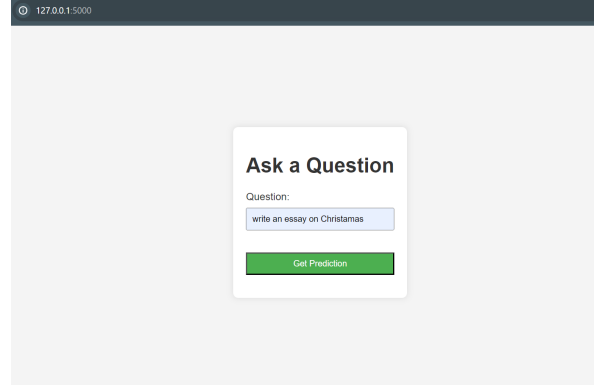 127.0.0.1:5000
Ask a Question
Question:
write an essay on Christamas
Get Prediction